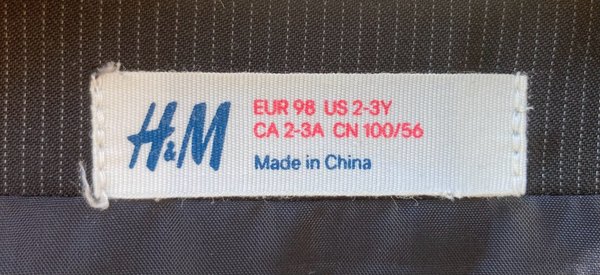 H&M
EUR 98 US 2-3Y
CA 2-3A CN 100/56
Made in China